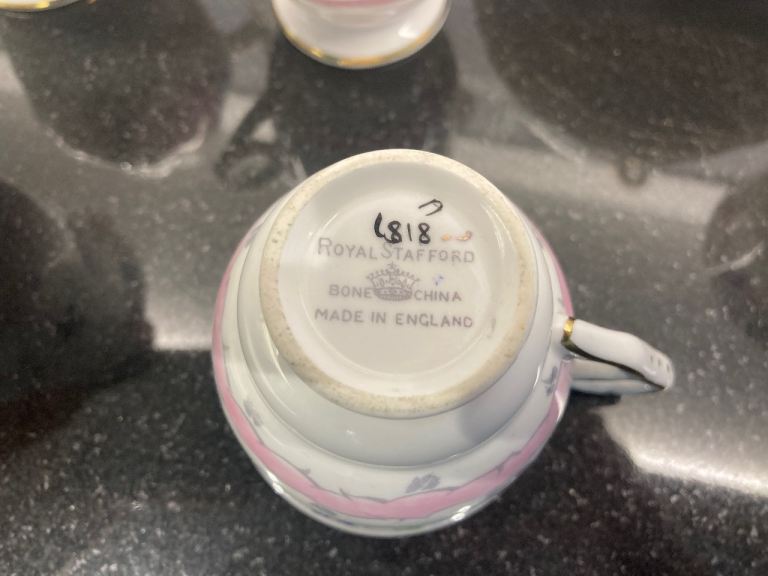 6818
ROYAL STAFFORD
BONE CHINA
MADE IN ENGLAND